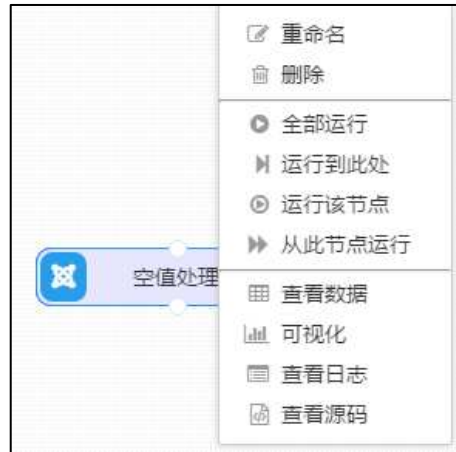 重命名
删除
全部运行
运行到此处
运行该节点
从此节点运行
空值处理
查看数据
可视化
查看日志
查看源码